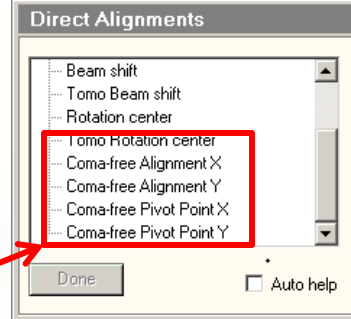 Direct Alignments
Beam shift
Tomo Beam shift
Rotation center
Tomo Rotation center
Coma-free Alignment X
Coma-free Alignment Y
Coma-free Pivot Point X
Coma-free Pivot Point Y
Done
Auto help